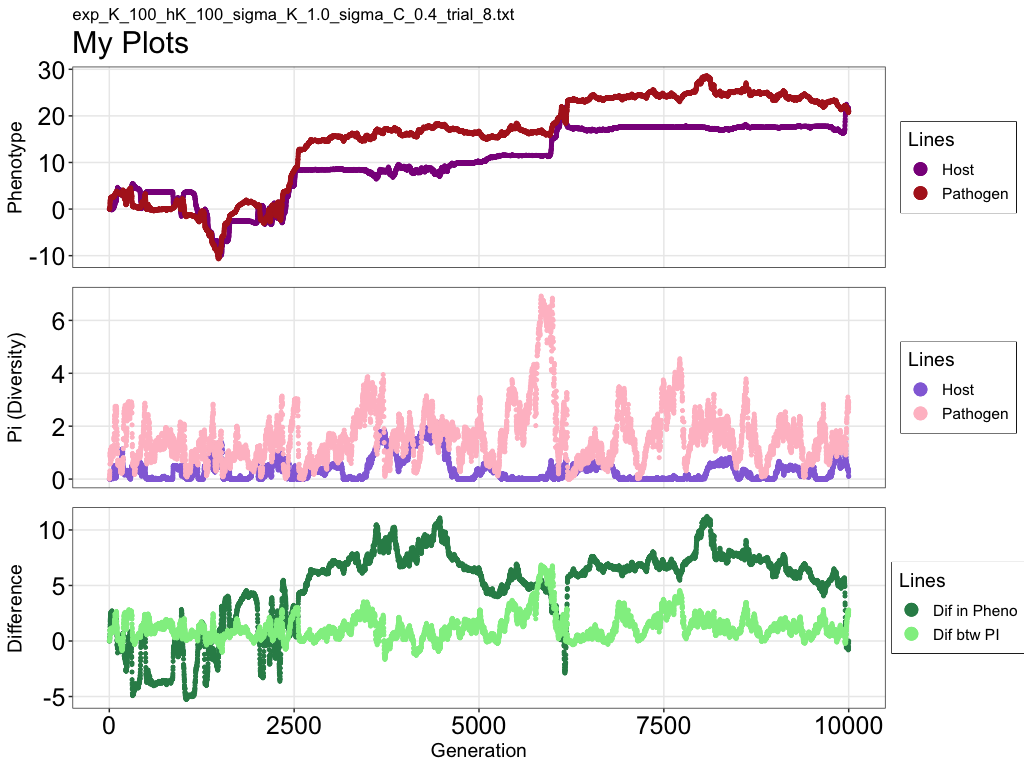 exp_K_100_hK_100_sigma_K_1.0_sigma_C_0.4_trial_8.txt
My Plots
30
20
10
0
-10
Phenotype
Lines
Host
Pathogen
6
4
2
0
Pi (Diversity)
Lines
Host
Pathogen
10
5
0
-5
Difference
Lines
Dif in Pheno
Dif btw PI
0 2500 5000 7500 10000
Generation